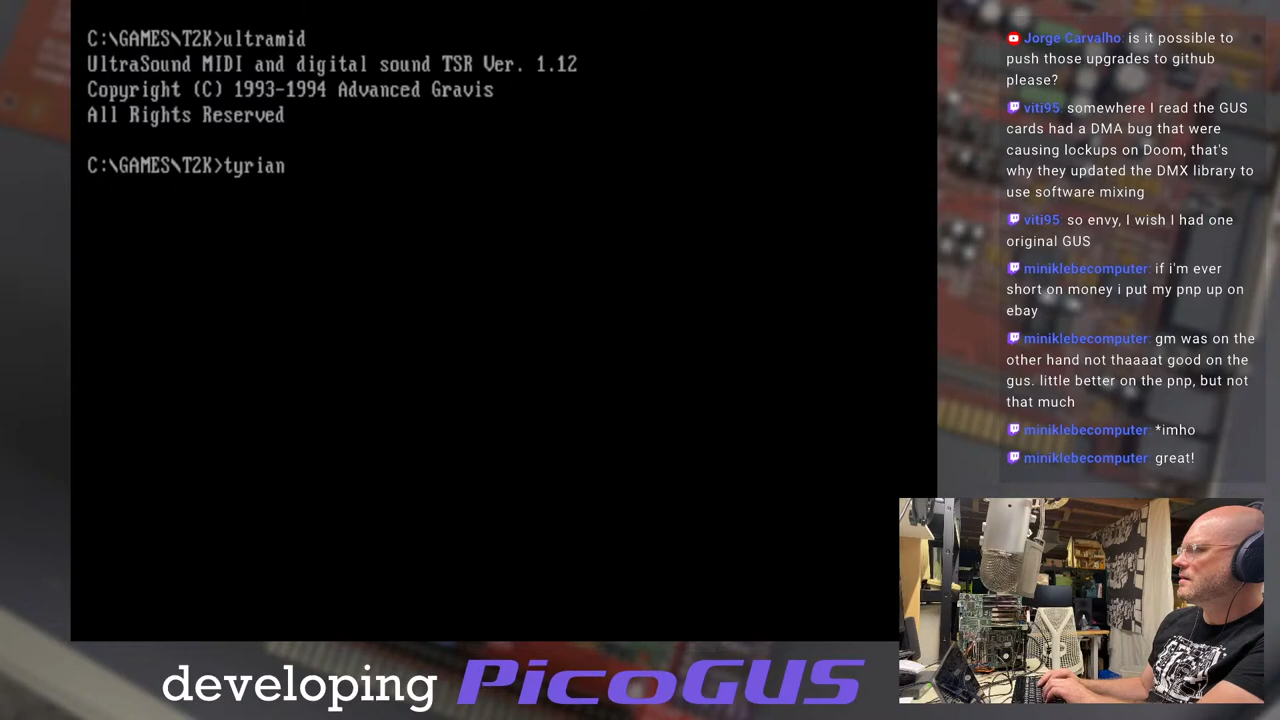 C:\GAMES\T2K>ultramid
UltraSound MIDI and digital sound TSR Ver. 1.12
Copyright (C) 1993-1994 Advanced Gravis
All Rights Reserved
C:\GAMES\T2K>tyrian
Jorge Carvalho: is it possible to
push those upgrades to github
please?
viti95: somewhere I read the GUS
cards had a DMA bug that were
causing lockups on Doom, that's
why they updated the DMX library to
use software mixing
viti95: so envy, I wish I had one
original GUS
miniklebecomputer: if i'm ever
short on money i put my pnp up on
ebay
miniklebecomputer: gm was on the
other hand not thaaaat good on the
gus. little better on the pnp, but not
that much
miniklebecomputer: *imho
miniklebecomputer: great!
developing PicoGUS